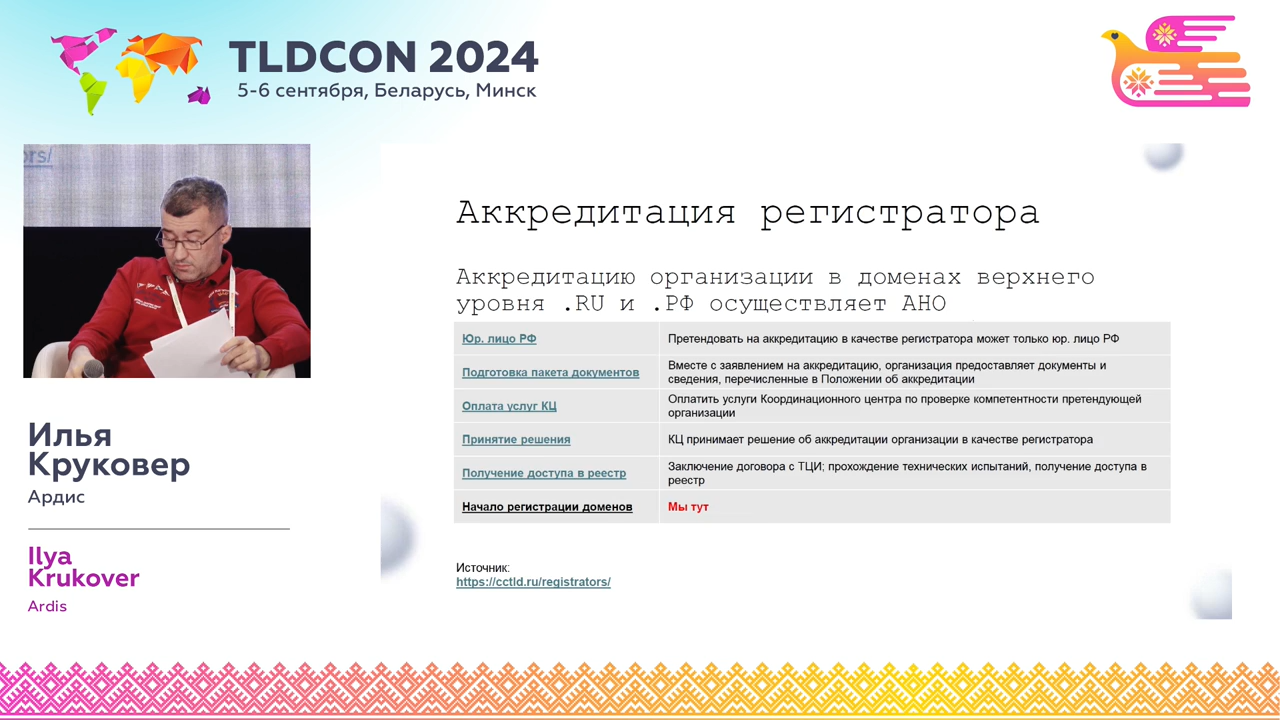 TLDCON 2024
5-6 сентября, Беларусь, Минск
ors/
Илья
Круковер
Ардис
Ilya
Krukover
Ardis
Аккредитация регистратора
Аккредитацию организации в доменах верхнего
уровня .RU и .РФ осуществляет АНО
Юр. лицо РФ
Претендовать на аккредитацию в качестве регистратора может только юр. лицо РФ
Подготовка пакета документов
Вместе с заявлением на аккредитацию, организация предоставляет документы и
сведения, перечисленные в Положении об аккредитации
Оплата услуг КЦ
Оплатить услуги Координационного центра по проверке компетентности претендующей
организации
Принятие решения
КЦ принимает решение об аккредитации организации в качестве регистратора
Получение доступа в реестр
Заключение договора с ТЦИ; прохождение технических испытаний, получение доступа в
реестр
Начало регистрации доменов
Мы тут
Источник:
https://cctld.ru/registrators/